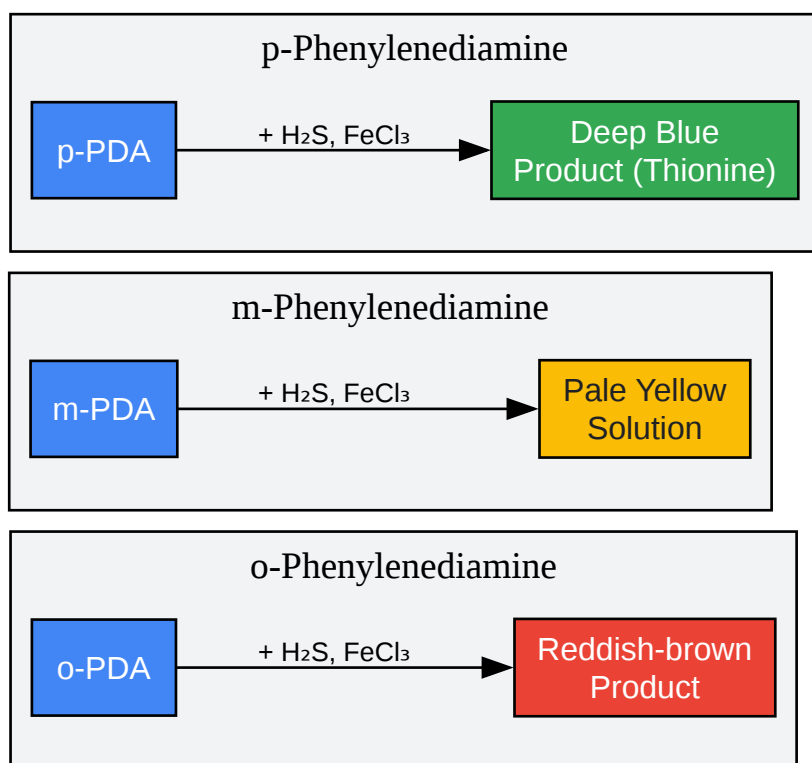 p-Phenylenediamine
p-PDA
+ H₂S, FeCl₃
Deep Blue
Product (Thionine)
m-Phenylenediamine
m-PDA
+ H₂S, FeCl₃
Pale Yellow
Solution
o-Phenylenediamine
o-PDA
+ H₂S, FeCl₃
Reddish-brown
Product